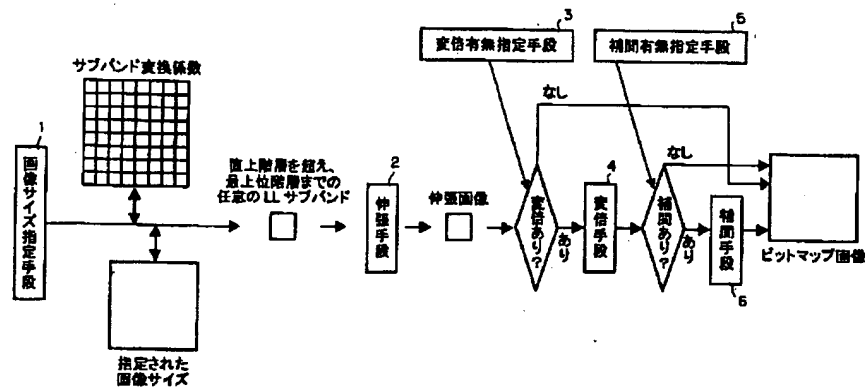 3
5
変倍有無指定手段
補間有無指定手段
サブバンド変換係数
なし
1
画像サイズ指定手段
直上階層を超え、
最上位階層までの
任意のLLサブバンド
2
伸張手段
伸張画像
変倍あり?
あり
4
変倍手段
なし
補間あり?
あり
補間手段
6
ビットマップ画像
指定された
画像サイズ